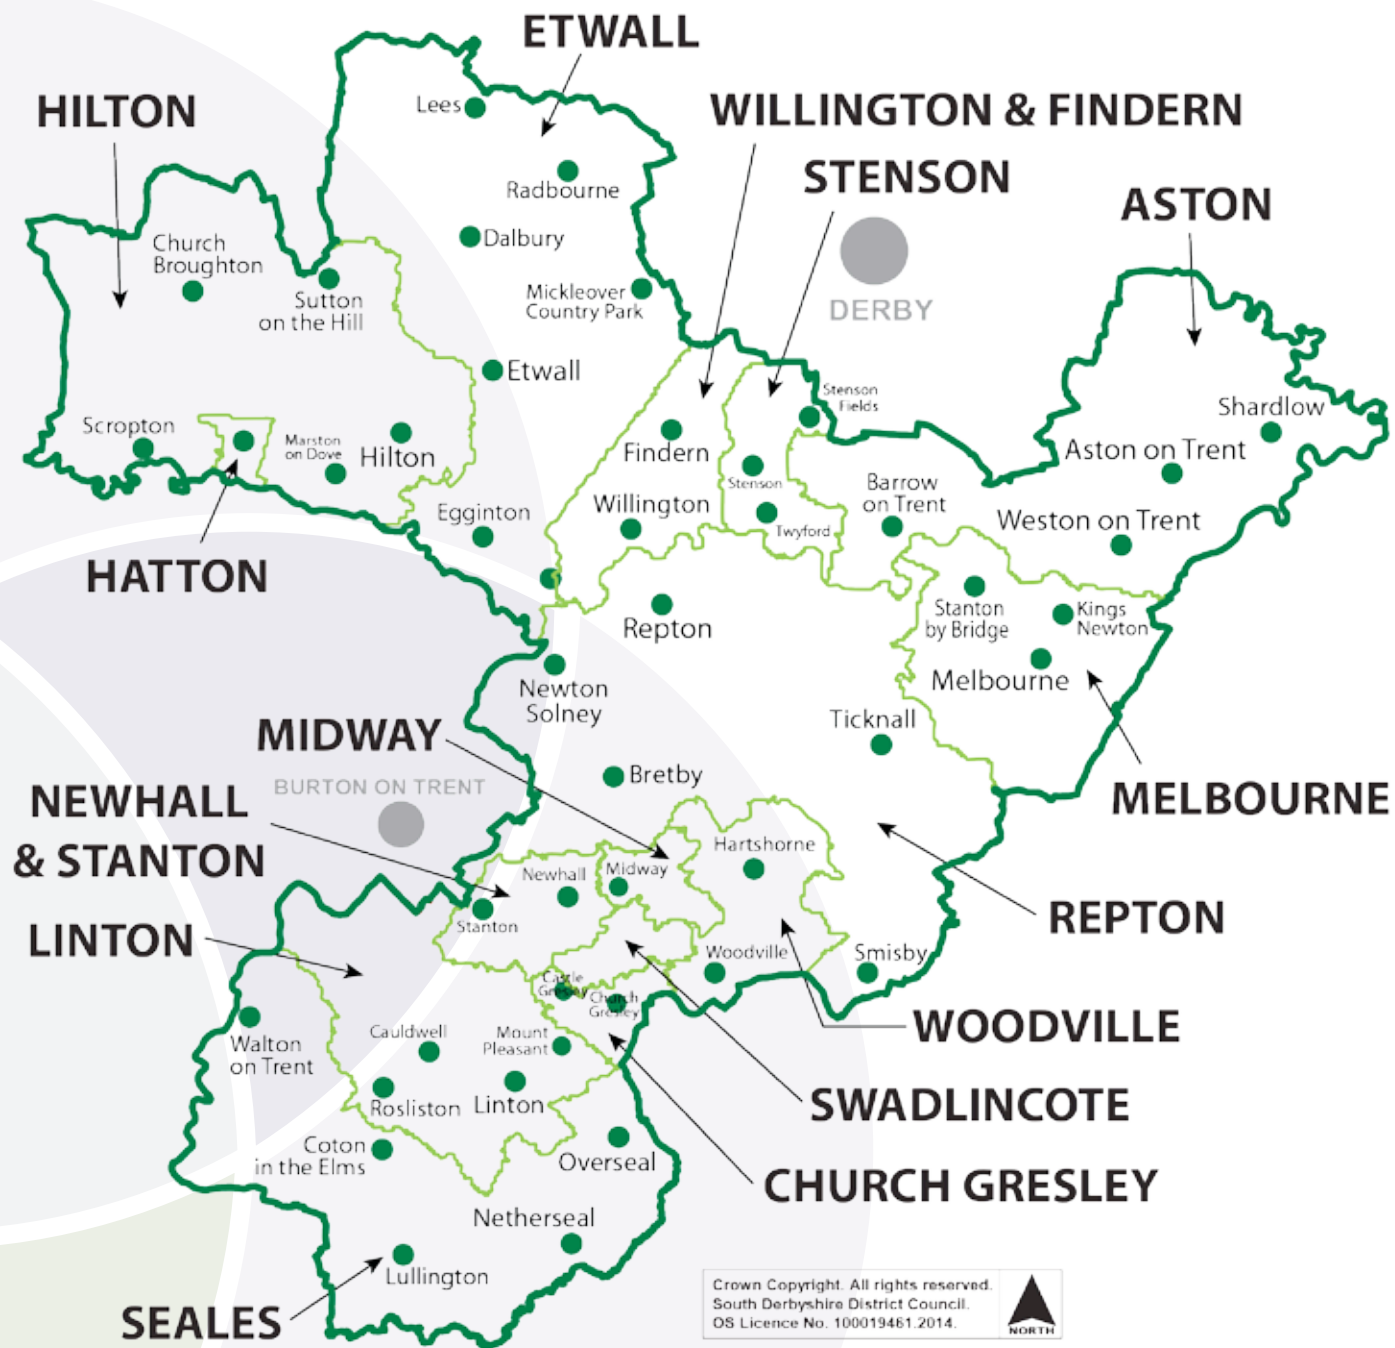 ETWALL
HILTON
Lees
WILLINGTON & FINDERN
STENSON
Radbourne
ASTON
Dalbury
Church
Broughton
Mickleover
Country Park
Sutton
on the Hill
DERBY
Etwall
Stenson
Fields
Shardlow
Scropton
Marston
on Dove
Hilton
Findern
Aston on Trent
Stenson
Barrow
on Trent
Willington
Egginton
Twyford
Weston on Trent
HATTON
Repton
Stanton
by Bridge
Kings
Newton
Melbourne
Newton
Solney
Ticknall
MIDWAY
BURTON ON TRENT
Bretby
MELBOURNE
NEWHALL
& STANTON
Hartshorne
Newhall
Midway
Stanton
REPTON
LINTON
Woodville
Smisby
Castle
Gresley
Church
Gresley
WOODVILLE
Walton
on Trent
Cauldwell
Mount
Pleasant
Rosliston
Linton
SWADLINCOTE
Coton
in the Elms
Overseal
CHURCH GRESLEY
Netherseal
Lullington
SEALES
Crown Copyright. All rights reserved.
South Derbyshire District Council.
OS Licence No. 100019461.2014.
NORTH